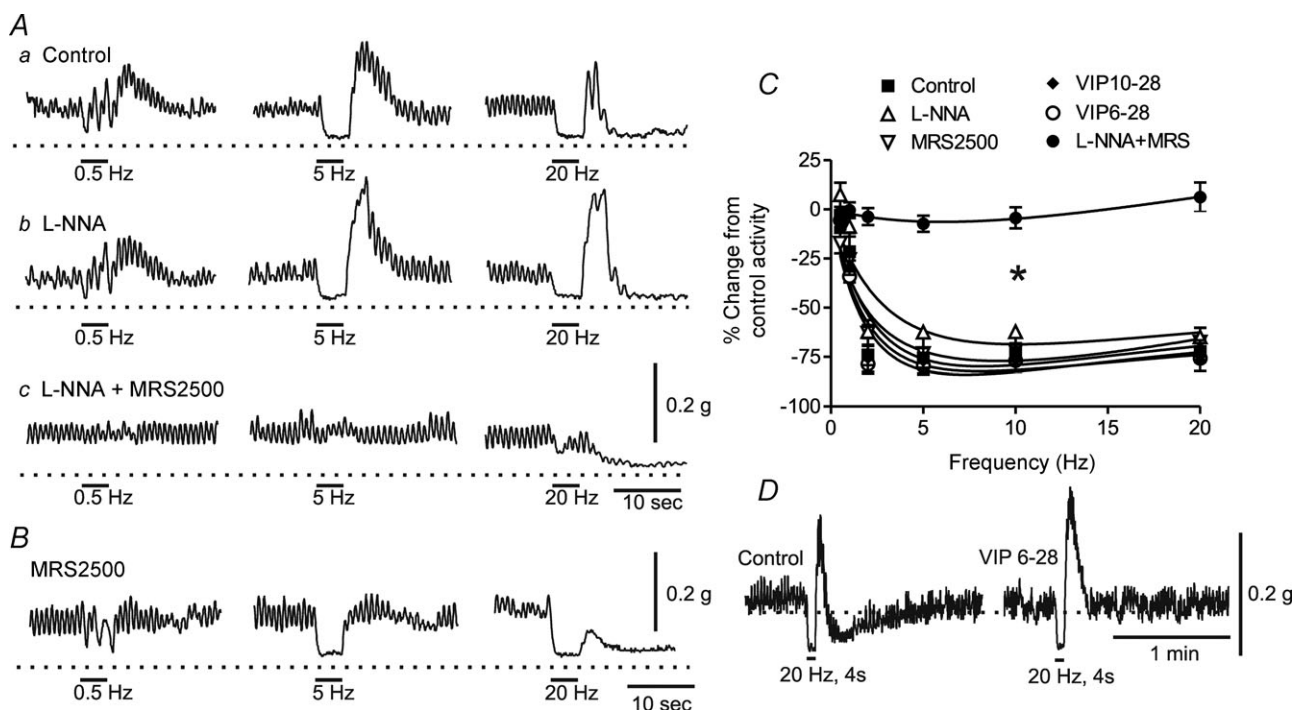 A
a Control
0.5 Hz
5 Hz
20 Hz
b L-NNA
0.5 Hz
5 Hz
20 Hz
c L-NNA + MRS2500
0.2 g
0.5 Hz
5 Hz
20 Hz
10 sec
B
MRS2500
0.2 g
0.5 Hz
5 Hz
20 Hz
10 sec
C
Control
L-NNA
MRS2500
VIP10-28
VIP6-28
L-NNA+MRS
% Change from
control activity
25
0
-25
-50
-75
-100
*
0 5 10 15 20
Frequency (Hz)
D
Control
VIP 6-28
0.2 g
1 min
20 Hz, 4s
20 Hz, 4s